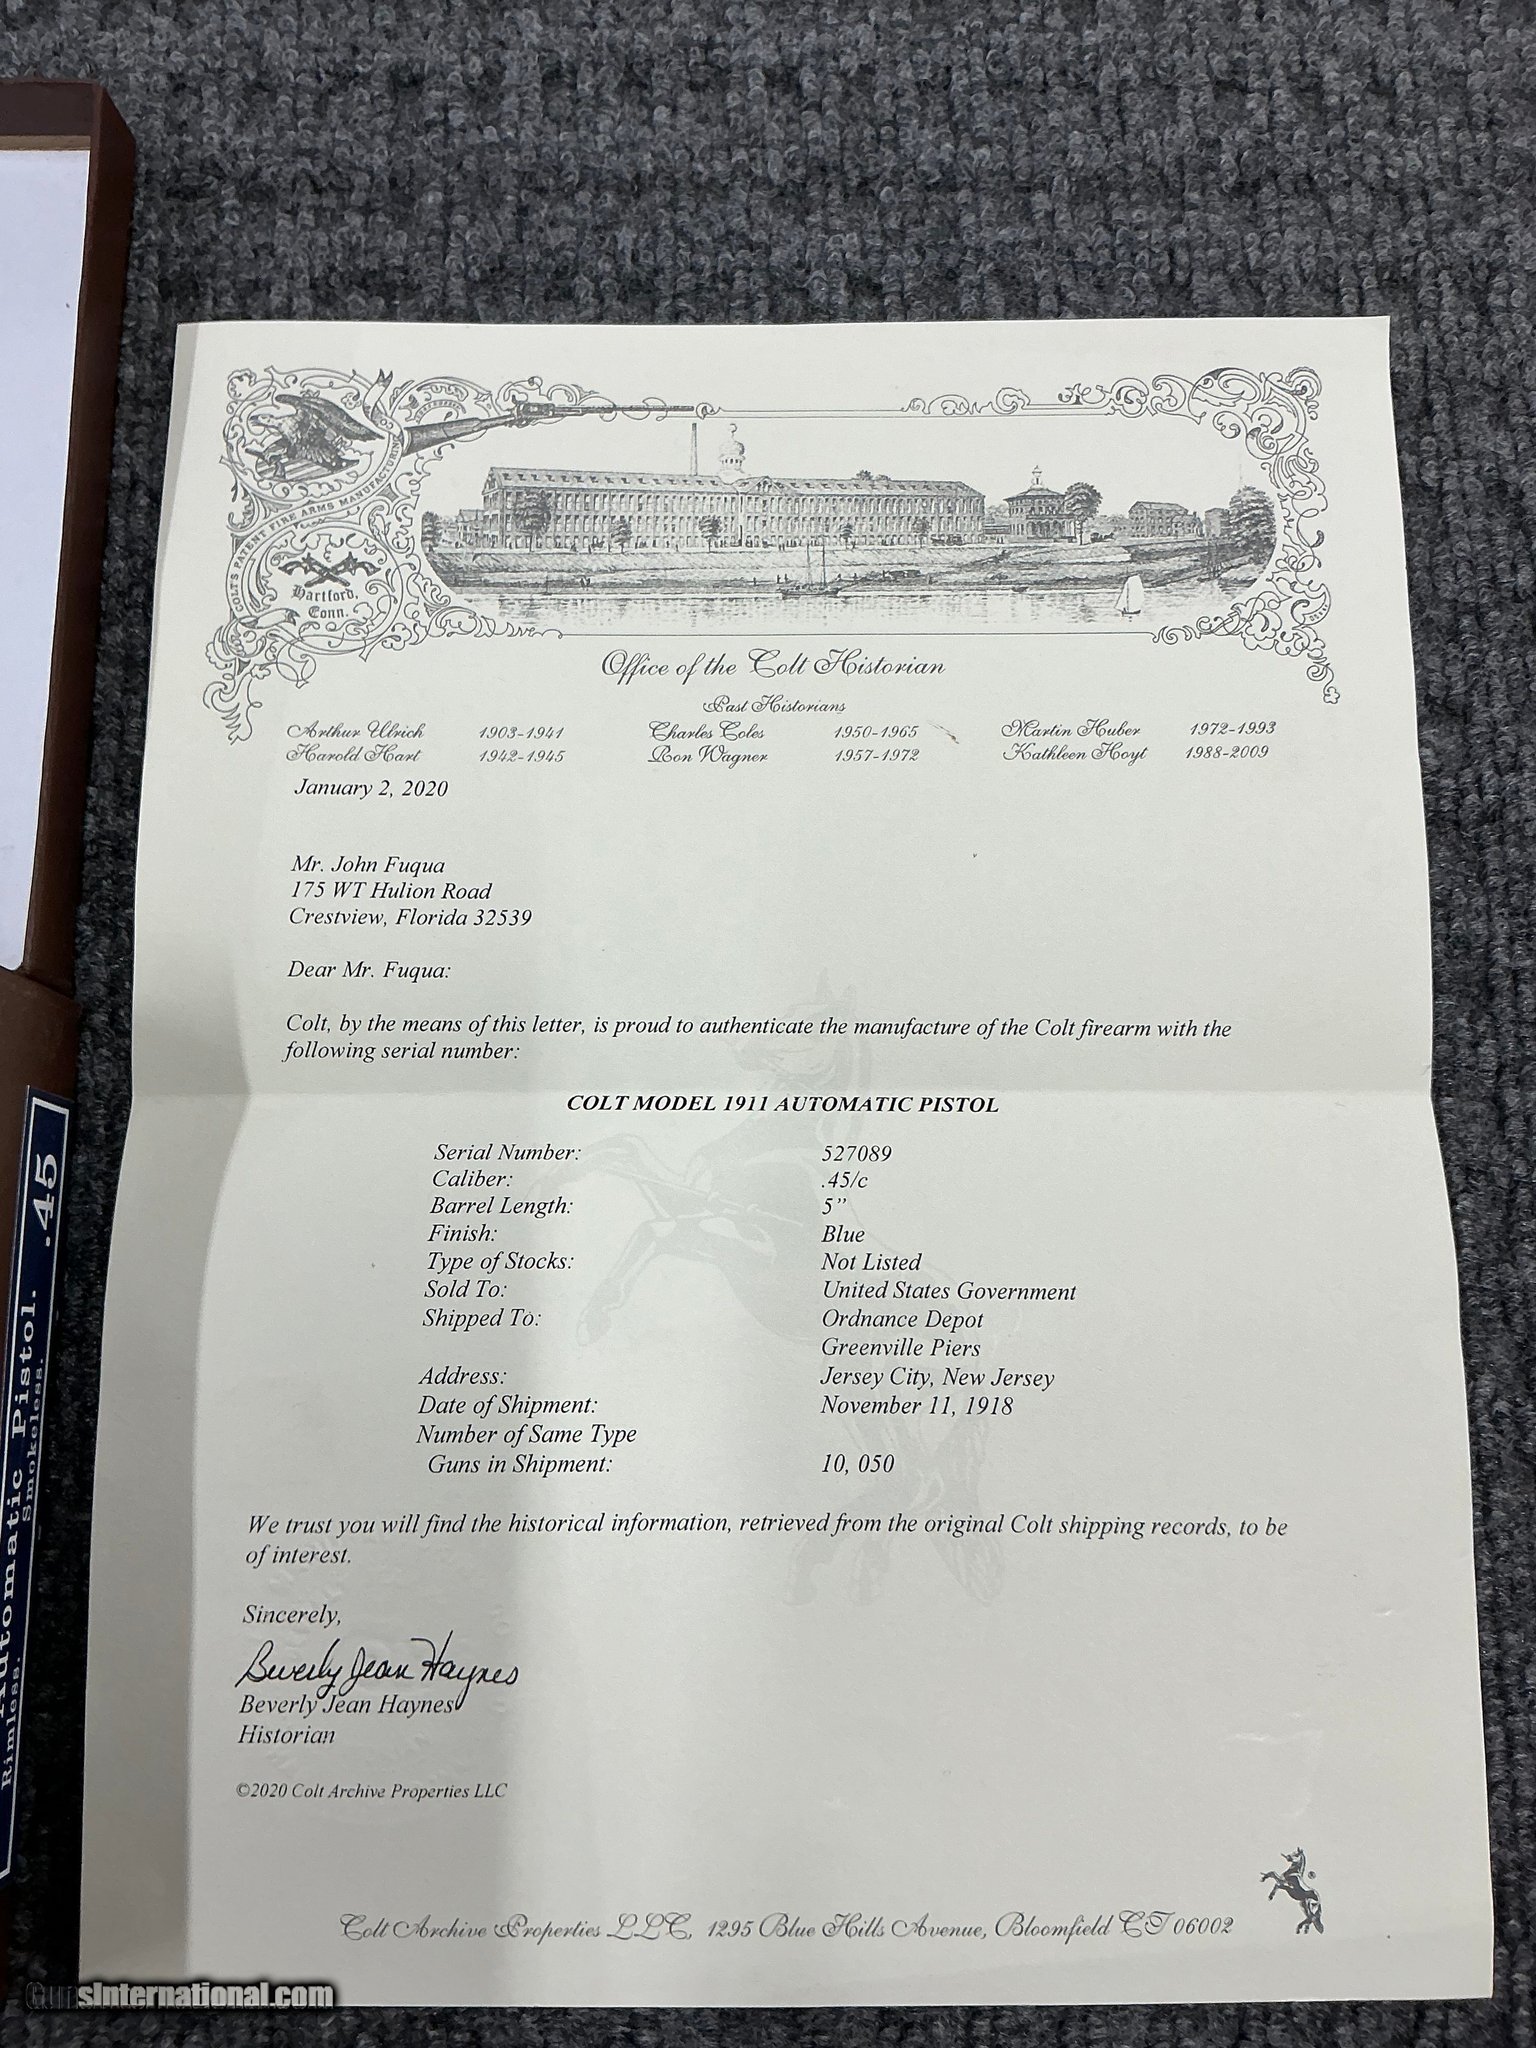 COLT'S PATENT FIRE ARMS MANUFACTURING CO
Hartford,
Conn.
Office of the Colt Historian
Past Historians
Arthur Ulrich 1903-1941 Charles Coles 1950-1965 Martin Huber 1972-1993
Harold Hart 1942-1945 Ron Wagner 1957-1972 Kathleen Hoyt 1988-2009
January 2, 2020
Mr. John Fuqua
175 WT Hulion Road
Crestview, Florida 32539
Dear Mr. Fuqua:
Colt, by the means of this letter, is proud to authenticate the manufacture of the Colt firearm with the
following serial number:
COLT MODEL 1911 AUTOMATIC PISTOL
Serial Number: 527089
Caliber: .45/c
Barrel Length: 5”
Finish: Blue
Type of Stocks: Not Listed
Sold To: United States Government
Shipped To: Ordnance Depot
Greenville Piers
Address: Jersey City, New Jersey
Date of Shipment: November 11, 1918
Number of Same Type
Guns in Shipment: 10, 050
We trust you will find the historical information, retrieved from the original Colt shipping records, to be
of interest.
Sincerely,
Beverly Jean Haynes
Beverly Jean Haynes
Historian
©2020 Colt Archive Properties LLC
Colt Archive Properties LLC, 1295 Blue Hills Avenue, Bloomfield CT 06002
Automatic Pistol. .45
Rimless. Smokeless.
GunsInternational.com